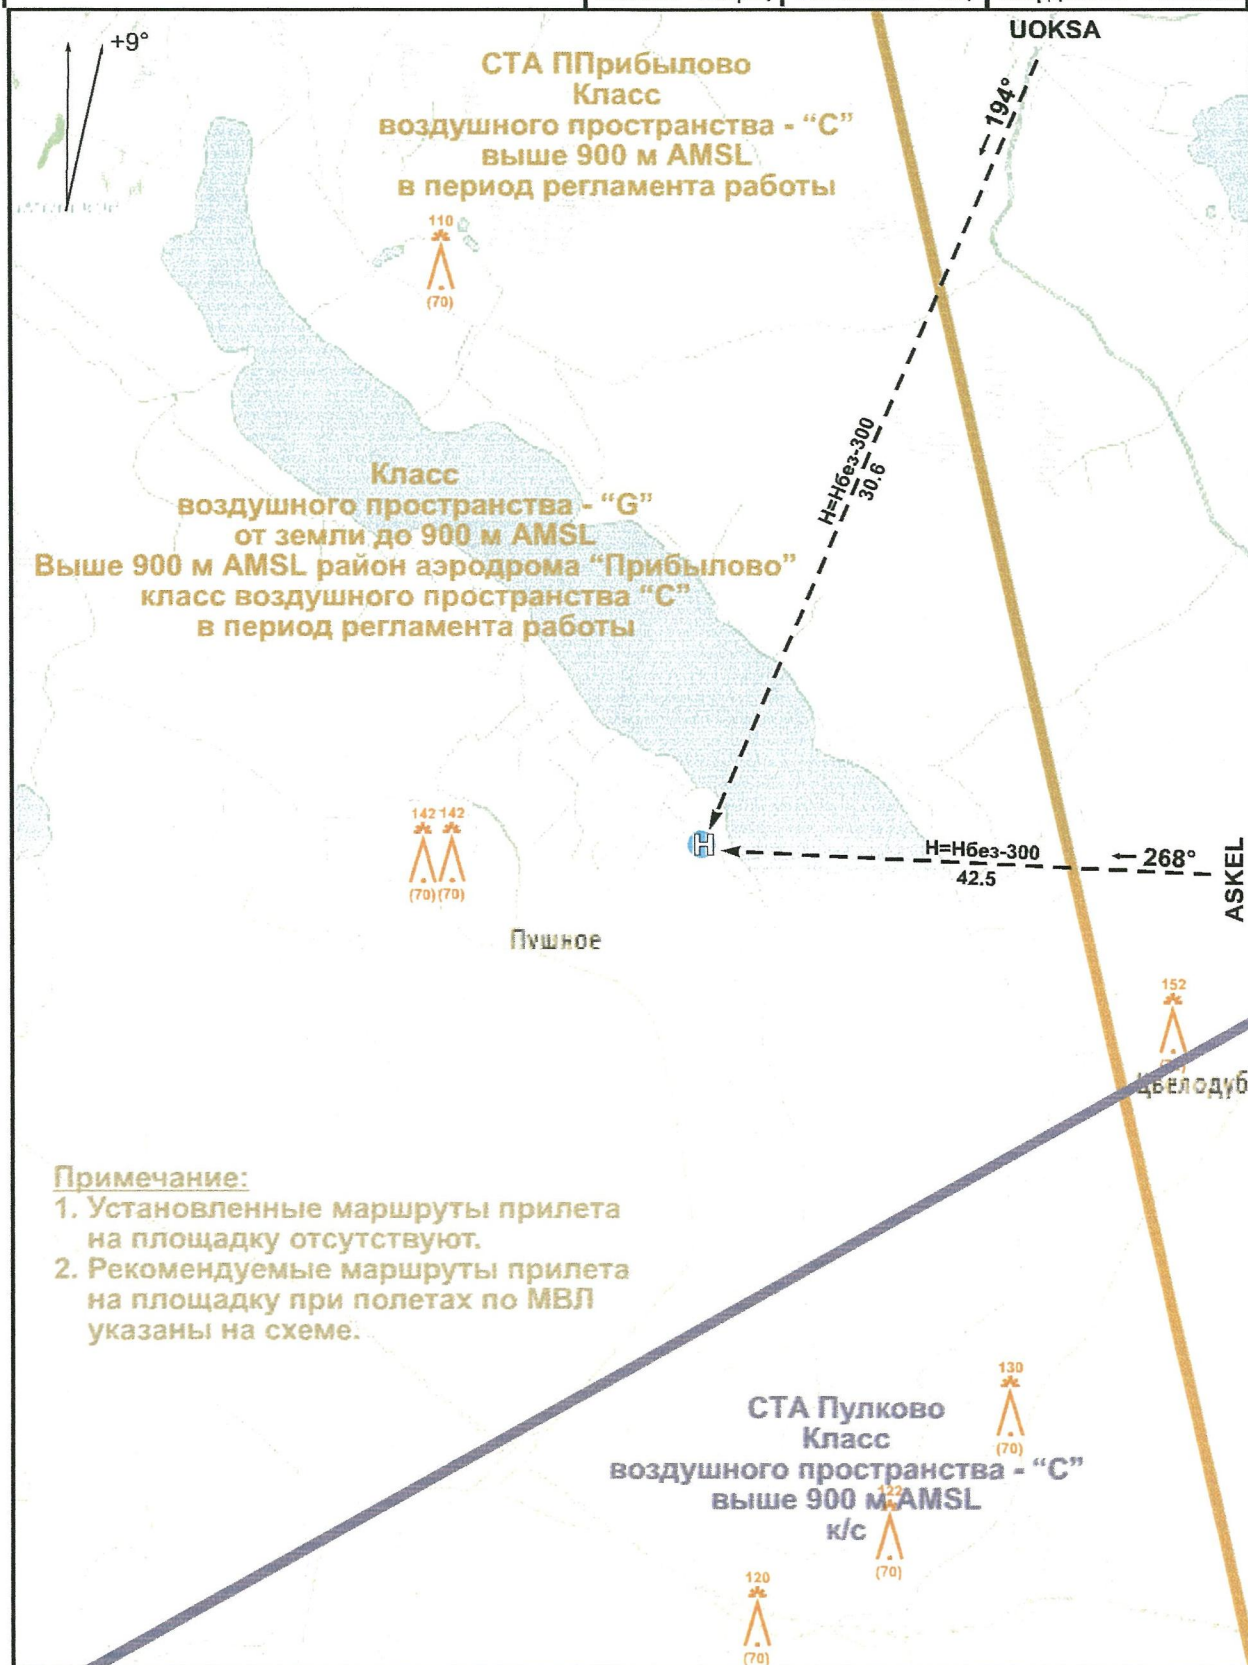 UOKSA
+9°
СТА ППрибылово
Класс
воздушного пространства - “С”
выше 900 м AMSL
в период регламента работы
194°
110
(70)
Н=Нбез-300
30.6
Класс
воздушного пространства - “G”
от земли до 900 м AMSL
Выше 900 м AMSL район аэродрома “Прибылово”
класс воздушного пространства “С”
в период регламента работы
142 142
(70) (70)
H
Н=Нбез-300
42.5
268°
ASKEL
Пушное
152
Цвелодуб
Примечание:
1. Установленные маршруты прилета
на площадку отсутствуют.
2. Рекомендуемые маршруты прилета
на площадку при полетах по МВЛ
указаны на схеме.
130
(70)
СТА Пулково
Класс
воздушного пространства - “С”
выше 900 м AMSL
к/с
122
(70)
120
(70)